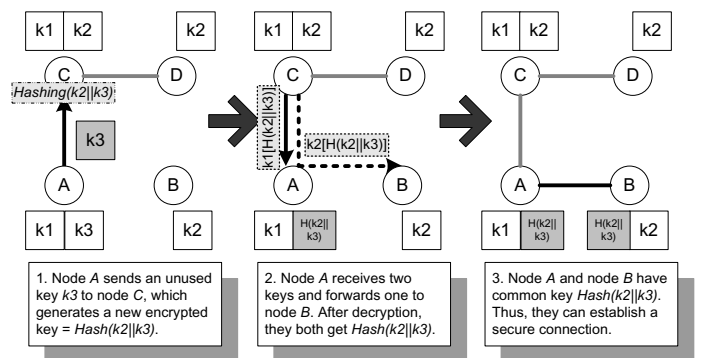 k1 k2
k2
C
D
Hashing(k2||k3)
k3
A
B
k1 k3
k2
1. Node A sends an unused
key k3 to node C, which
generates a new encrypted
key = Hash(k2||k3).
k1 k2
k2
C
D
k1[H(k2||k3)]
k2[H(k2||k3)]
A
B
k1
H(k2||
k3)
k2
2. Node A receives two
keys and forwards one to
node B. After decryption,
they both get Hash(k2||k3).
k1 k2
k2
C
D
A
B
k1
H(k2||
k3)
H(k2||
k3)
k2
3. Node A and node B have
common key Hash(k2||k3).
Thus, they can establish a
secure connection.